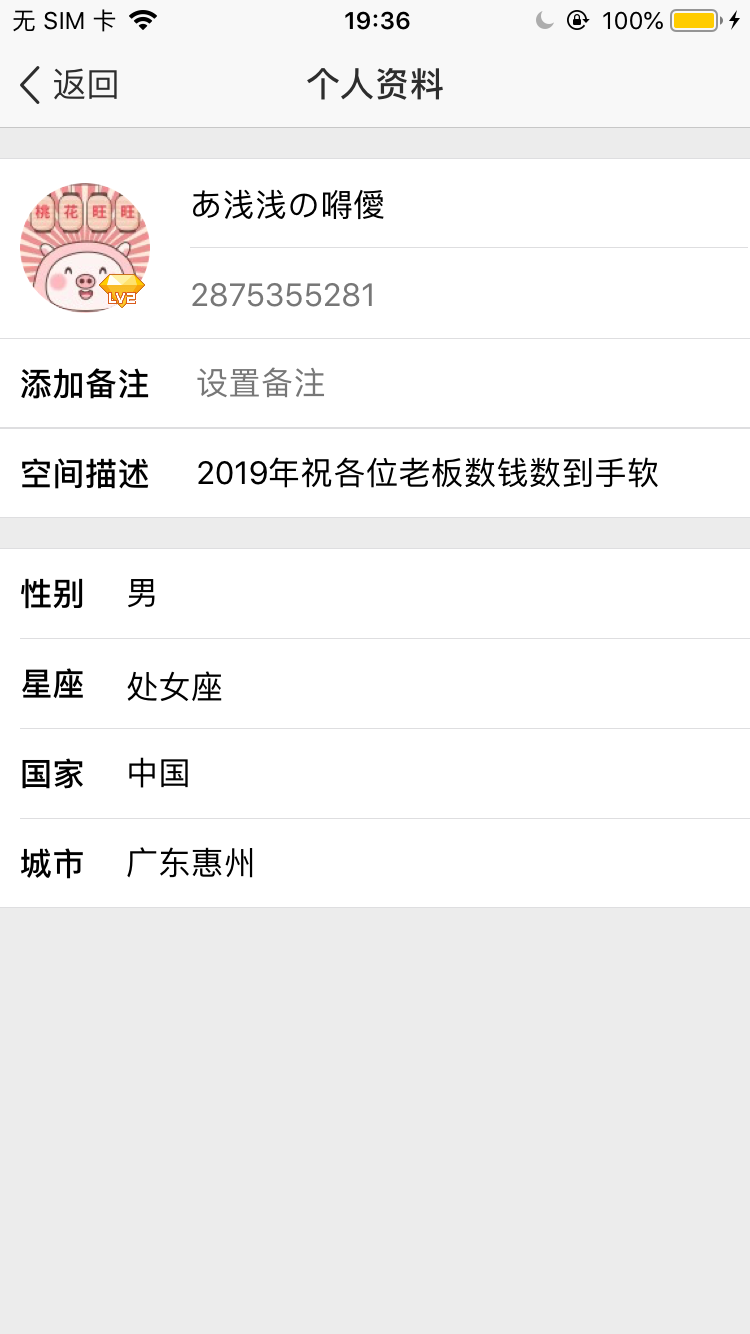 无 SIM 卡 19:36 100%
返回 个人资料
桃 花 旺 旺
LV2
あ浅浅の嘚僾
2875355281
添加备注 设置备注
空间描述 2019年祝各位老板数钱数到手软
性别 男
星座 处女座
国家 中国
城市 广东惠州